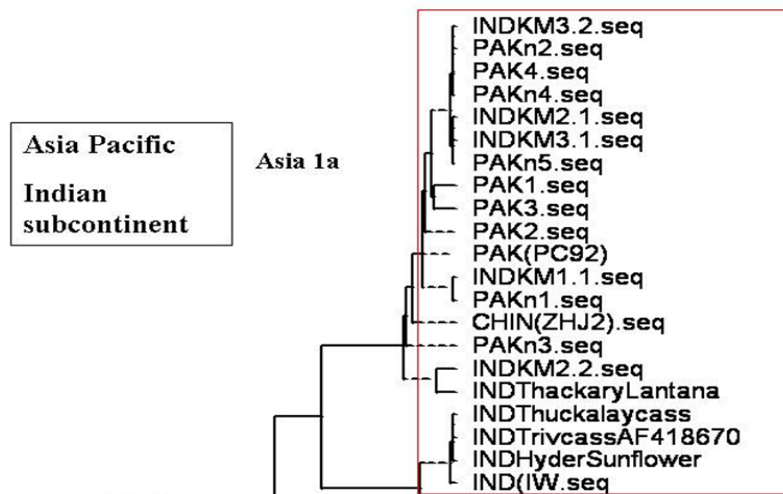 Asia Pacific
Indian
subcontinent
Asia 1a
INDKM3.2.seq
PAKn2.seq
PAK4.seq
PAKn4.seq
INDKM2.1.seq
INDKM3.1.seq
PAKn5.seq
PAK1.seq
PAK3.seq
PAK2.seq
PAK(PC92)
INDKM1.1.seq
PAKn1.seq
CHIN(ZHJ2).seq
PAKn3.seq
INDKM2.2.seq
INDThackaryLantana
INDThuckalaycass
INDTrivcassAF418670
INDHyderSunflower
IND(IW.seq